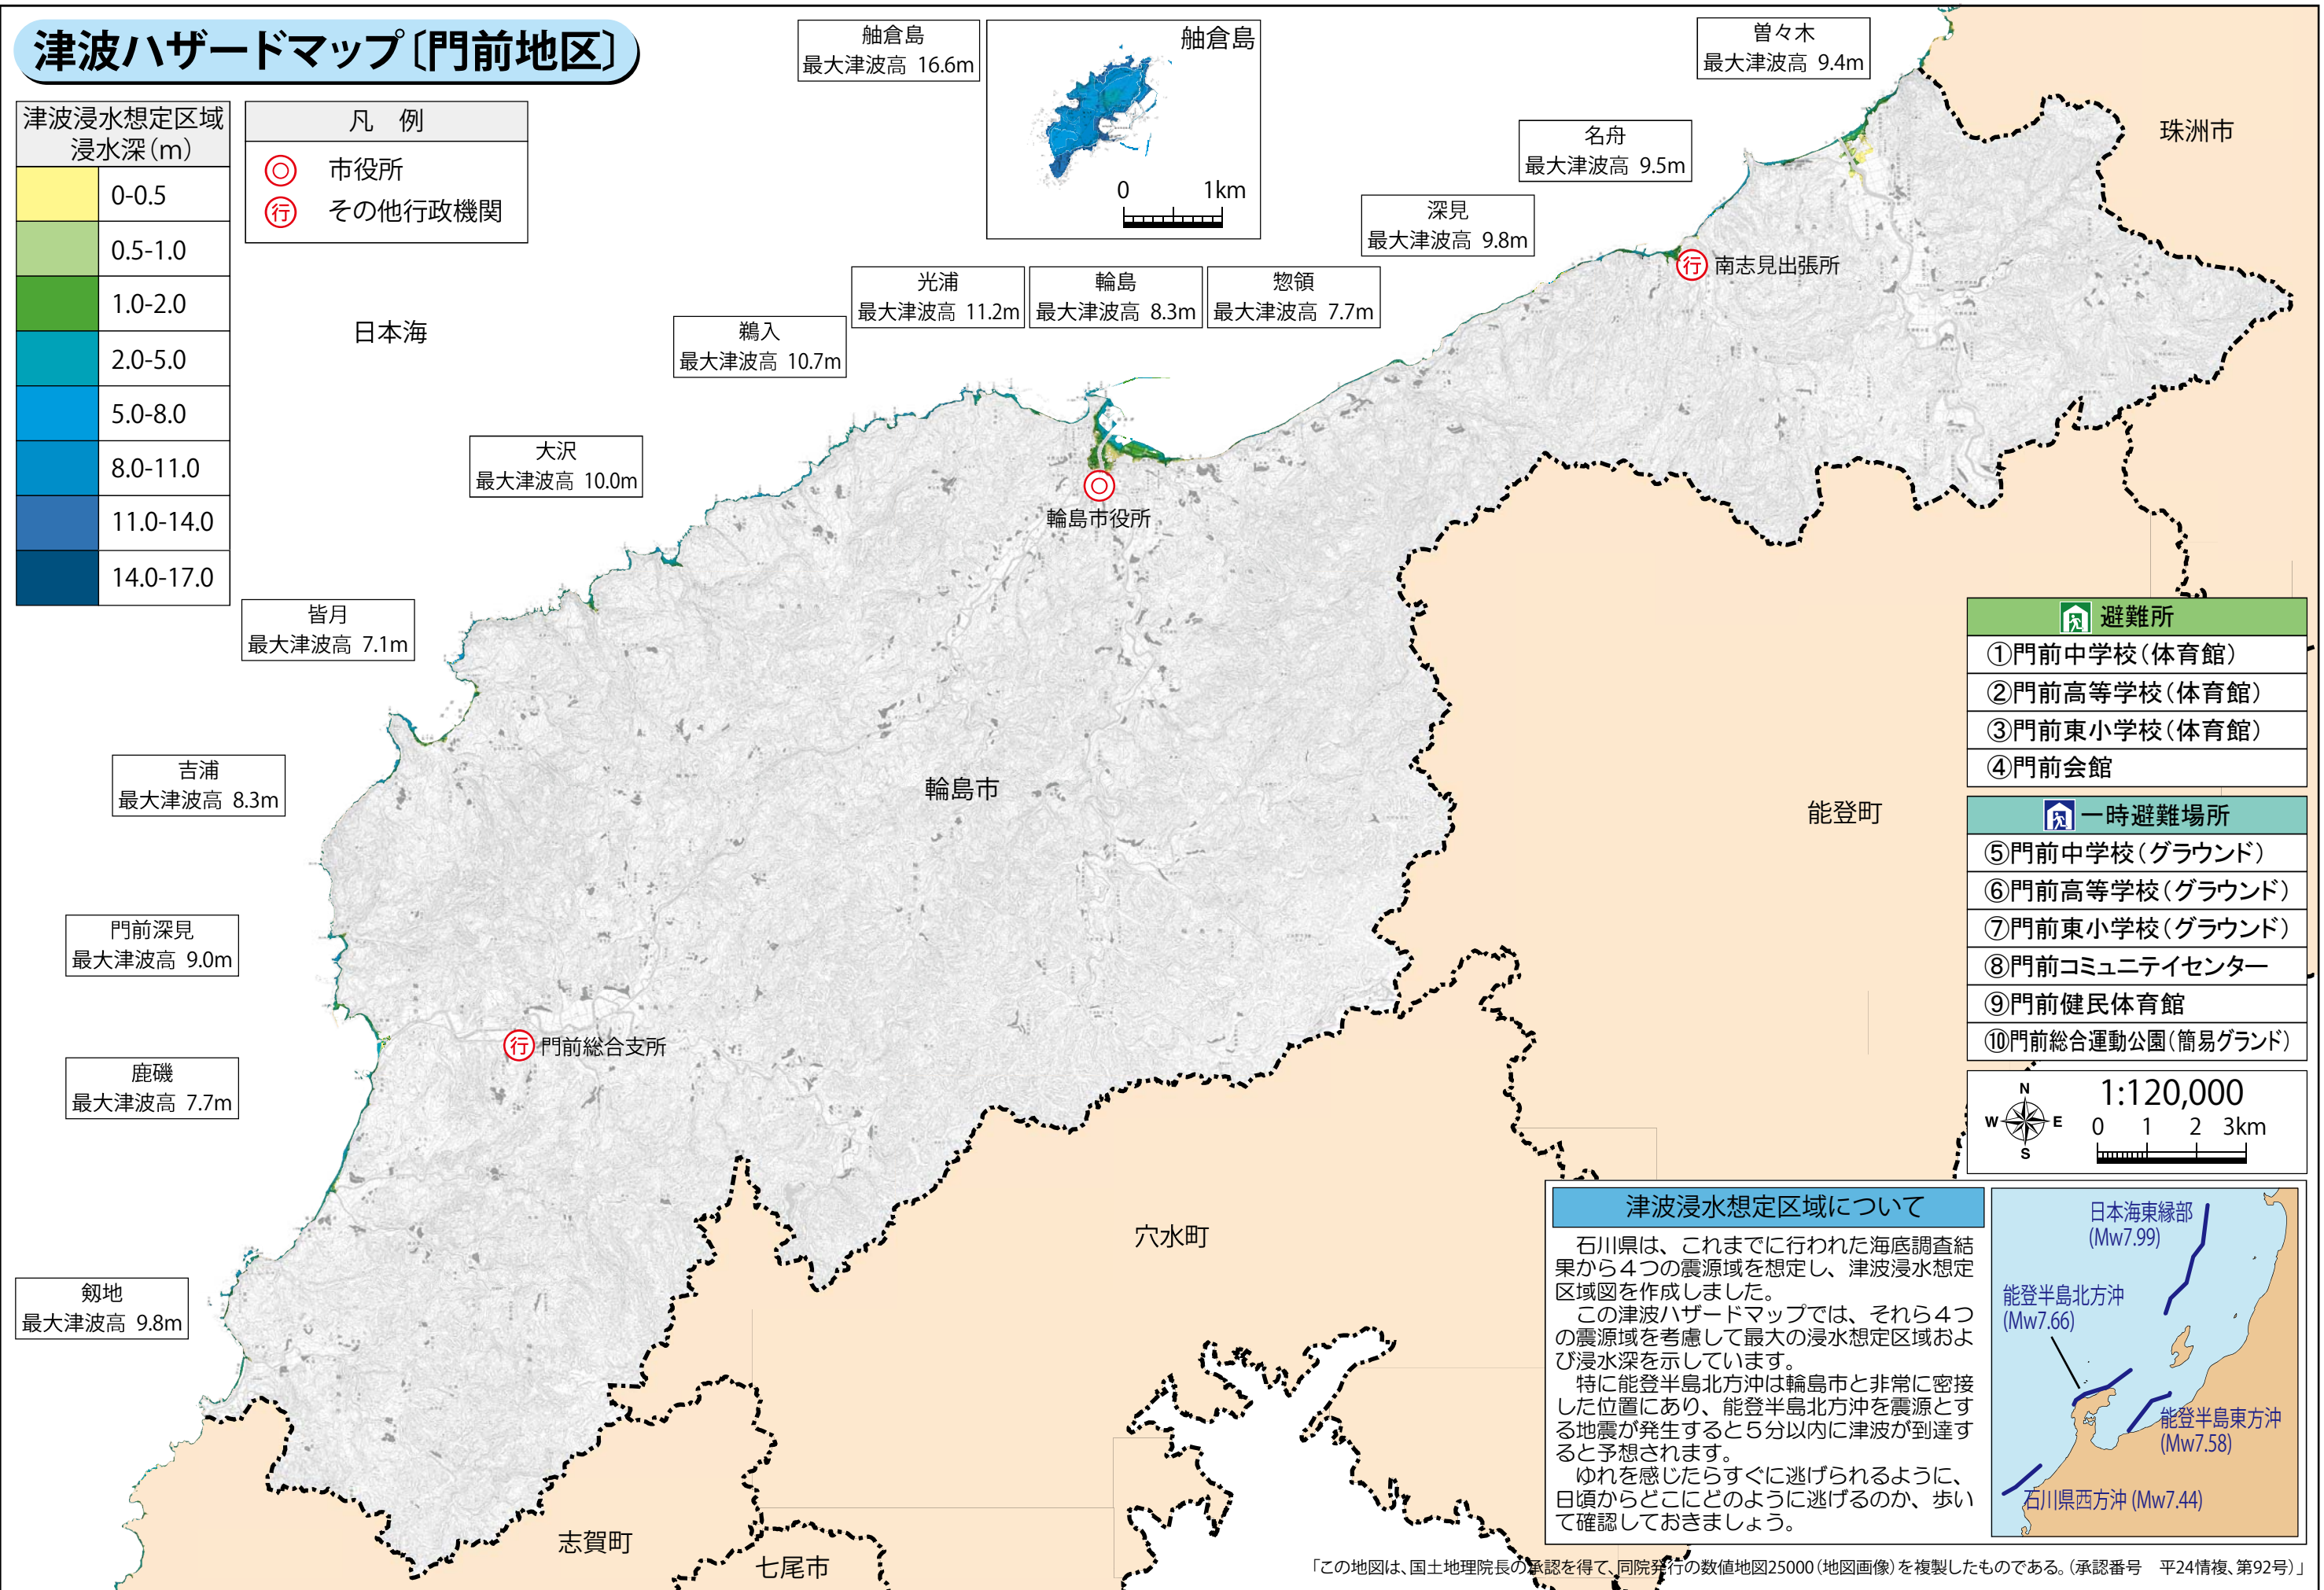 津波ハザードマップ〔門前地区〕
津波浸水想定区域
浸水深（m）
0-0.5
0.5-1.0
1.0-2.0
2.0-5.0
5.0-8.0
8.0-11.0
11.0-14.0
14.0-17.0
凡　例
◎ 市役所
行 その他行政機関
日本海
舳倉島
最大津波高 16.6m
舳倉島
0 1km
曽々木
最大津波高 9.4m
名舟
最大津波高 9.5m
深見
最大津波高 9.8m
光浦
最大津波高 11.2m
輪島
最大津波高 8.3m
惣領
最大津波高 7.7m
鵜入
最大津波高 10.7m
大沢
最大津波高 10.0m
皆月
最大津波高 7.1m
吉浦
最大津波高 8.3m
門前深見
最大津波高 9.0m
鹿磯
最大津波高 7.7m
剱地
最大津波高 9.8m
珠洲市
行 南志見出張所
輪島市役所
輪島市
能登町
行 門前総合支所
穴水町
志賀町
七尾市
避難所
①門前中学校（体育館）
②門前高等学校（体育館）
③門前東小学校（体育館）
④門前会館
一時避難場所
⑤門前中学校（グラウンド）
⑥門前高等学校（グラウンド）
⑦門前東小学校（グラウンド）
⑧門前コミュニテイセンター
⑨門前健民体育館
⑩門前総合運動公園（簡易グランド）
N
W E
S
1:120,000
0 1 2 3km
津波浸水想定区域について
　石川県は、これまでに行われた海底調査結
果から４つの震源域を想定し、津波浸水想定
区域図を作成しました。
　この津波ハザードマップでは、それら４つ
の震源域を考慮して最大の浸水想定区域およ
び浸水深を示しています。
　特に能登半島北方沖は輪島市と非常に密接
した位置にあり、能登半島北方沖を震源とす
る地震が発生すると５分以内に津波が到達す
ると予想されます。
　ゆれを感じたらすぐに逃げられるように、
日頃からどこにどのように逃げるのか、歩い
て確認しておきましょう。
日本海東縁部
(Mw7.99)
能登半島北方沖
(Mw7.66)
能登半島東方沖
(Mw7.58)
石川県西方沖 (Mw7.44)
「この地図は、国土地理院長の承認を得て、同院発行の数値地図25000（地図画像）を複製したものである。（承認番号　平24情複、第92号）」